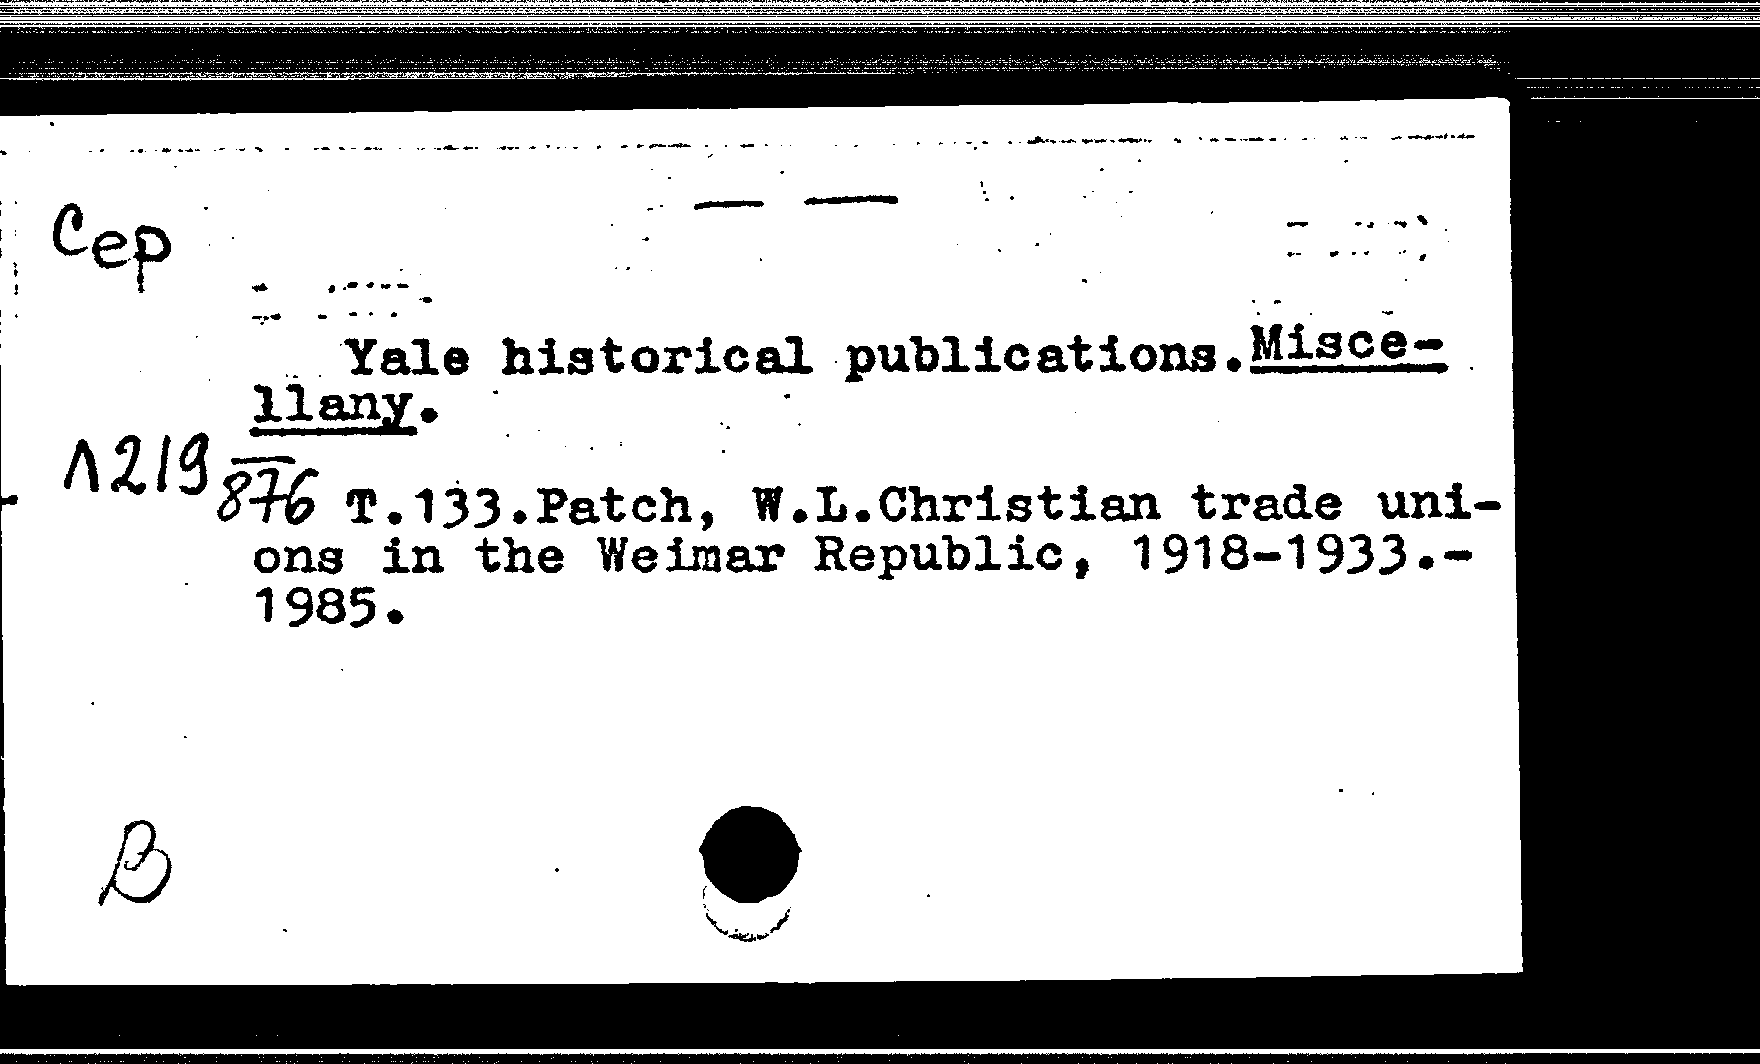 Сер
Yale historical publications. Misce-
llany.
Л219
876
T.133.Patch, W.L.Christian trade uni-
ons in the Weimar Republic, 1918-1933.-
1985.
В